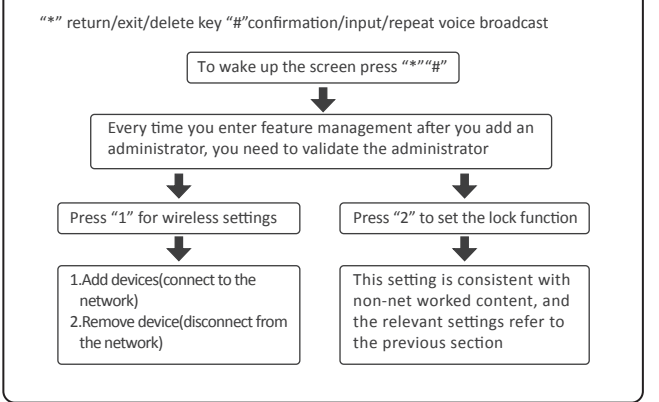 “*” return/exit/delete key “#”confirmation/input/repeat voice broadcast
To wake up the screen press “*”“#”
Every time you enter feature management after you add an
administrator, you need to validate the administrator
Press “1” for wireless settings
Press “2” to set the lock function
1.Add devices(connect to the
network)
2.Remove device(disconnect from
the network)
This setting is consistent with
non-net worked content, and
the relevant settings refer to
the previous section